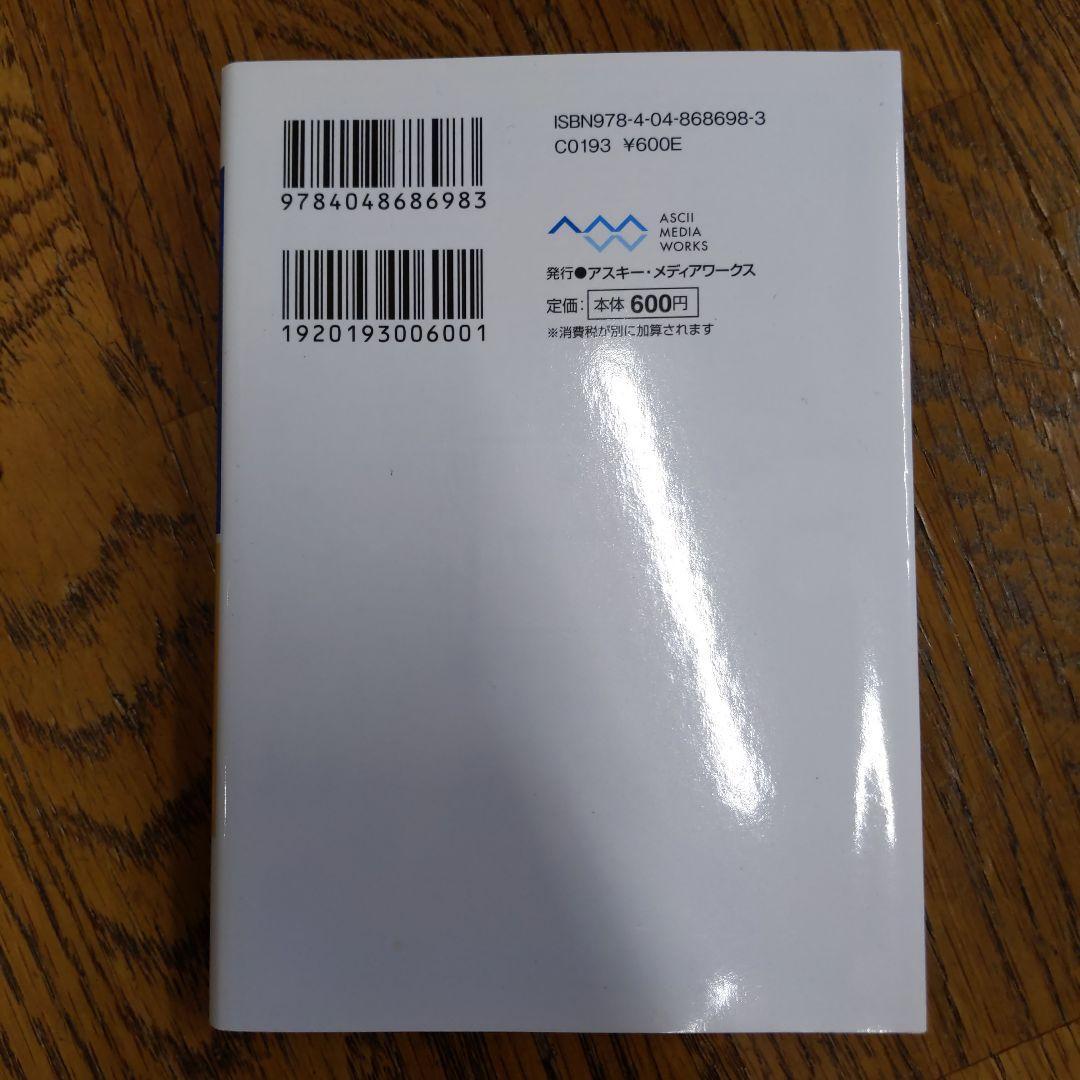 9784048686983
1920193006001
ISBN978-4-04-868698-3
C0193 ¥600E
ASCII
MEDIA
WORKS
発行●アスキー・メディアワークス
定価：本体600円
※消費税が別に加算されます